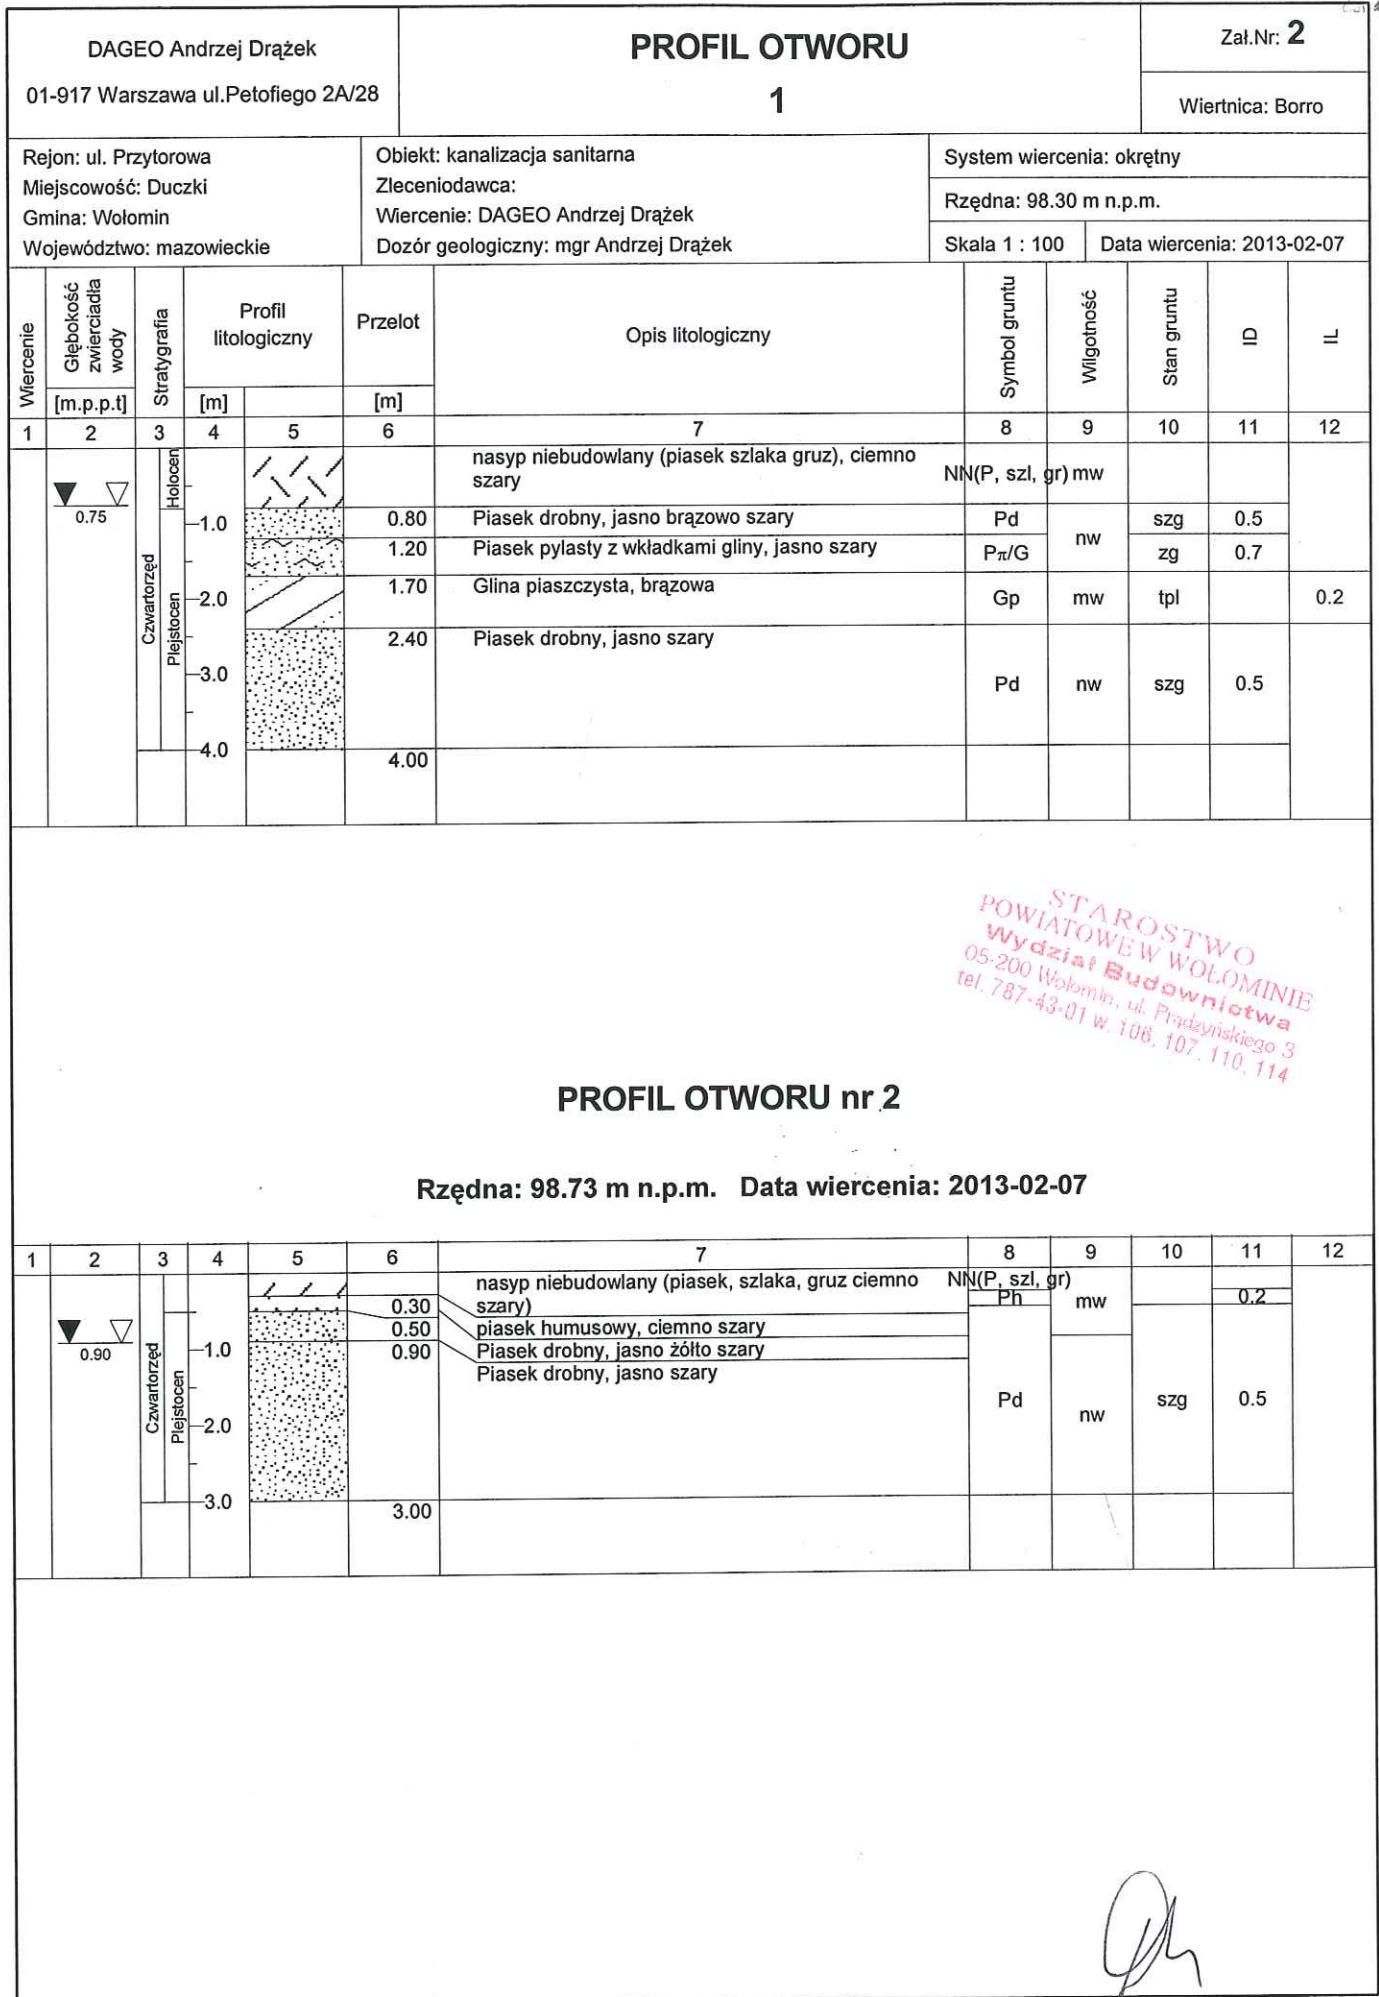 DAGEO Andrzej Drążek
01-917 Warszawa ul.Petofiego 2A/28
PROFIL OTWORU
1
Zał.Nr: 2
Wiertnica: Borro
Rejon: ul. Przytorowa
Miejscowość: Duczki
Gmina: Wołomin
Województwo: mazowieckie
Obiekt: kanalizacja sanitarna
Zleceniodawca:
Wiercenie: DAGEO Andrzej Drążek
Dozór geologiczny: mgr Andrzej Drążek
System wiercenia: okrętny
Rzędna: 98.30 m n.p.m.
Skala 1 : 100 Data wiercenia: 2013-02-07
Wiercenie
Głębokość zwierciadła wody
[m.p.p.t]
Stratygrafia
Profil litologiczny
[m]
Przelot
[m]
Opis litologiczny
Symbol gruntu
Wilgotność
Stan gruntu
ID
IL
1 2 3 4 5 6 7 8 9 10 11 12
0.75
Czwartorzęd
Holocen
Plejstocen
1.0
2.0
3.0
4.0
nasyp niebudowlany (piasek szlaka gruz), ciemno
szary
NN(P, szl, gr) mw
0.80 Piasek drobny, jasno brązowo szary Pd szg 0.5
nw
1.20 Piasek pylasty z wkładkami gliny, jasno szary Pπ/G zg 0.7
1.70 Glina piaszczysta, brązowa Gp mw tpl 0.2
2.40 Piasek drobny, jasno szary
Pd nw szg 0.5
4.00
STAROSTWO
POWIATOWE W WOŁOMINIE
Wydział Budownictwa
05-200 Wołomin, ul. Prądzyńskiego 3
tel. 787-43-01 w. 106, 107, 110, 114
PROFIL OTWORU nr 2
Rzędna: 98.73 m n.p.m. Data wiercenia: 2013-02-07
1 2 3 4 5 6 7 8 9 10 11 12
0.90
Czwartorzęd
Plejstocen
1.0
2.0
3.0
nasyp niebudowlany (piasek, szlaka, gruz ciemno
szary)
NN(P, szl, gr)
Ph mw 0.2
0.30
0.50 piasek humusowy, ciemno szary
0.90 Piasek drobny, jasno żółto szary
Piasek drobny, jasno szary
Pd nw szg 0.5
3.00